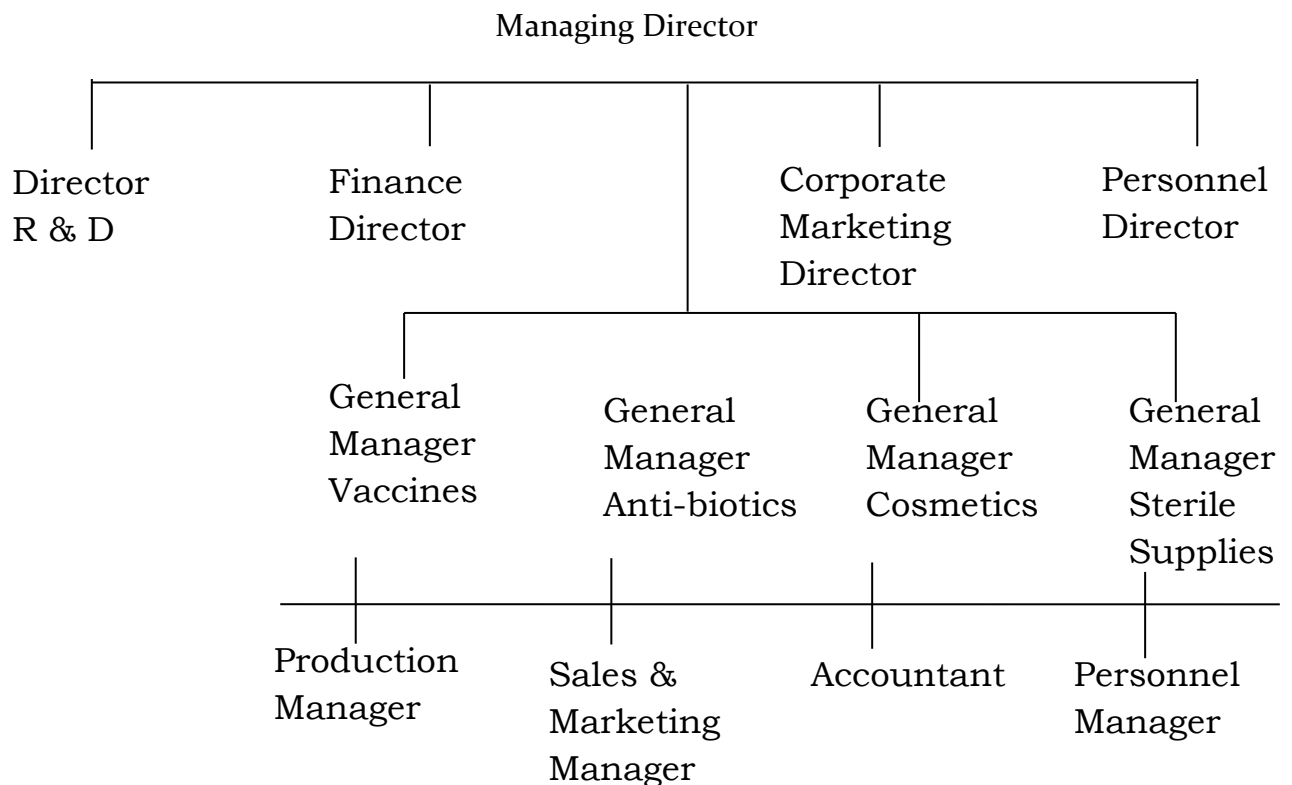 Managing Director
Director
R & D
Finance
Director
Corporate
Marketing
Director
Personnel
Director
General
Manager
Vaccines
General
Manager
Anti-biotics
General
Manager
Cosmetics
General
Manager
Sterile
Supplies
Production
Manager
Sales &
Marketing
Manager
Accountant
Personnel
Manager